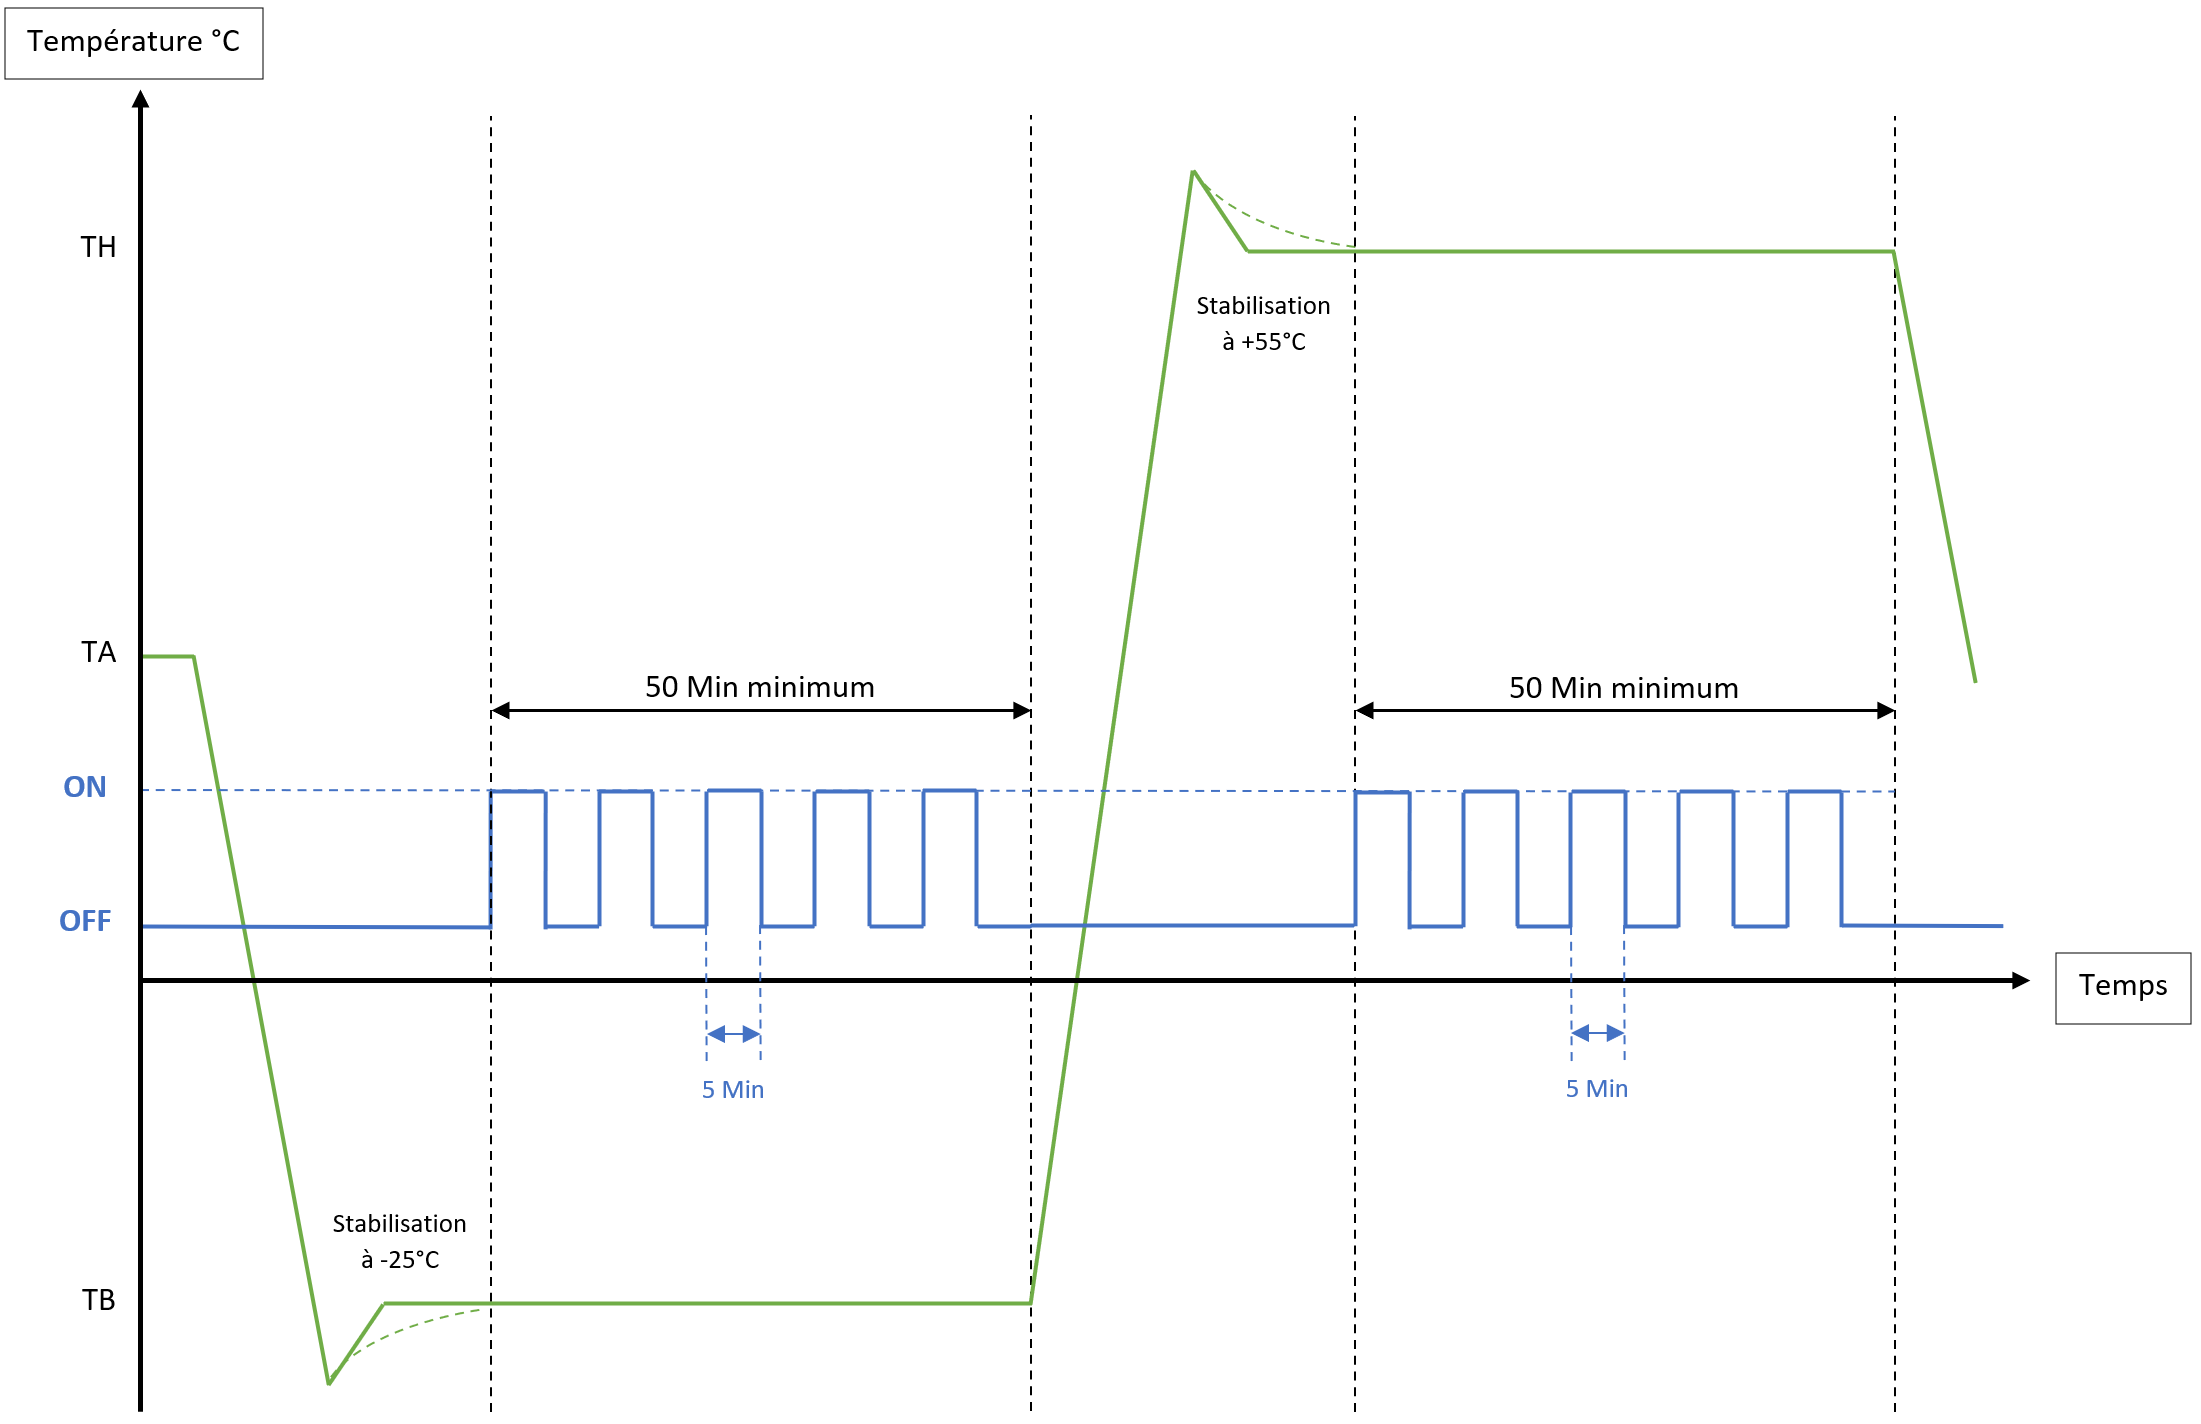 Température °C
TH
Stabilisation
à +55°C
TA
50 Min minimum
50 Min minimum
ON
OFF
Temps
5 Min
5 Min
Stabilisation
à -25°C
TB